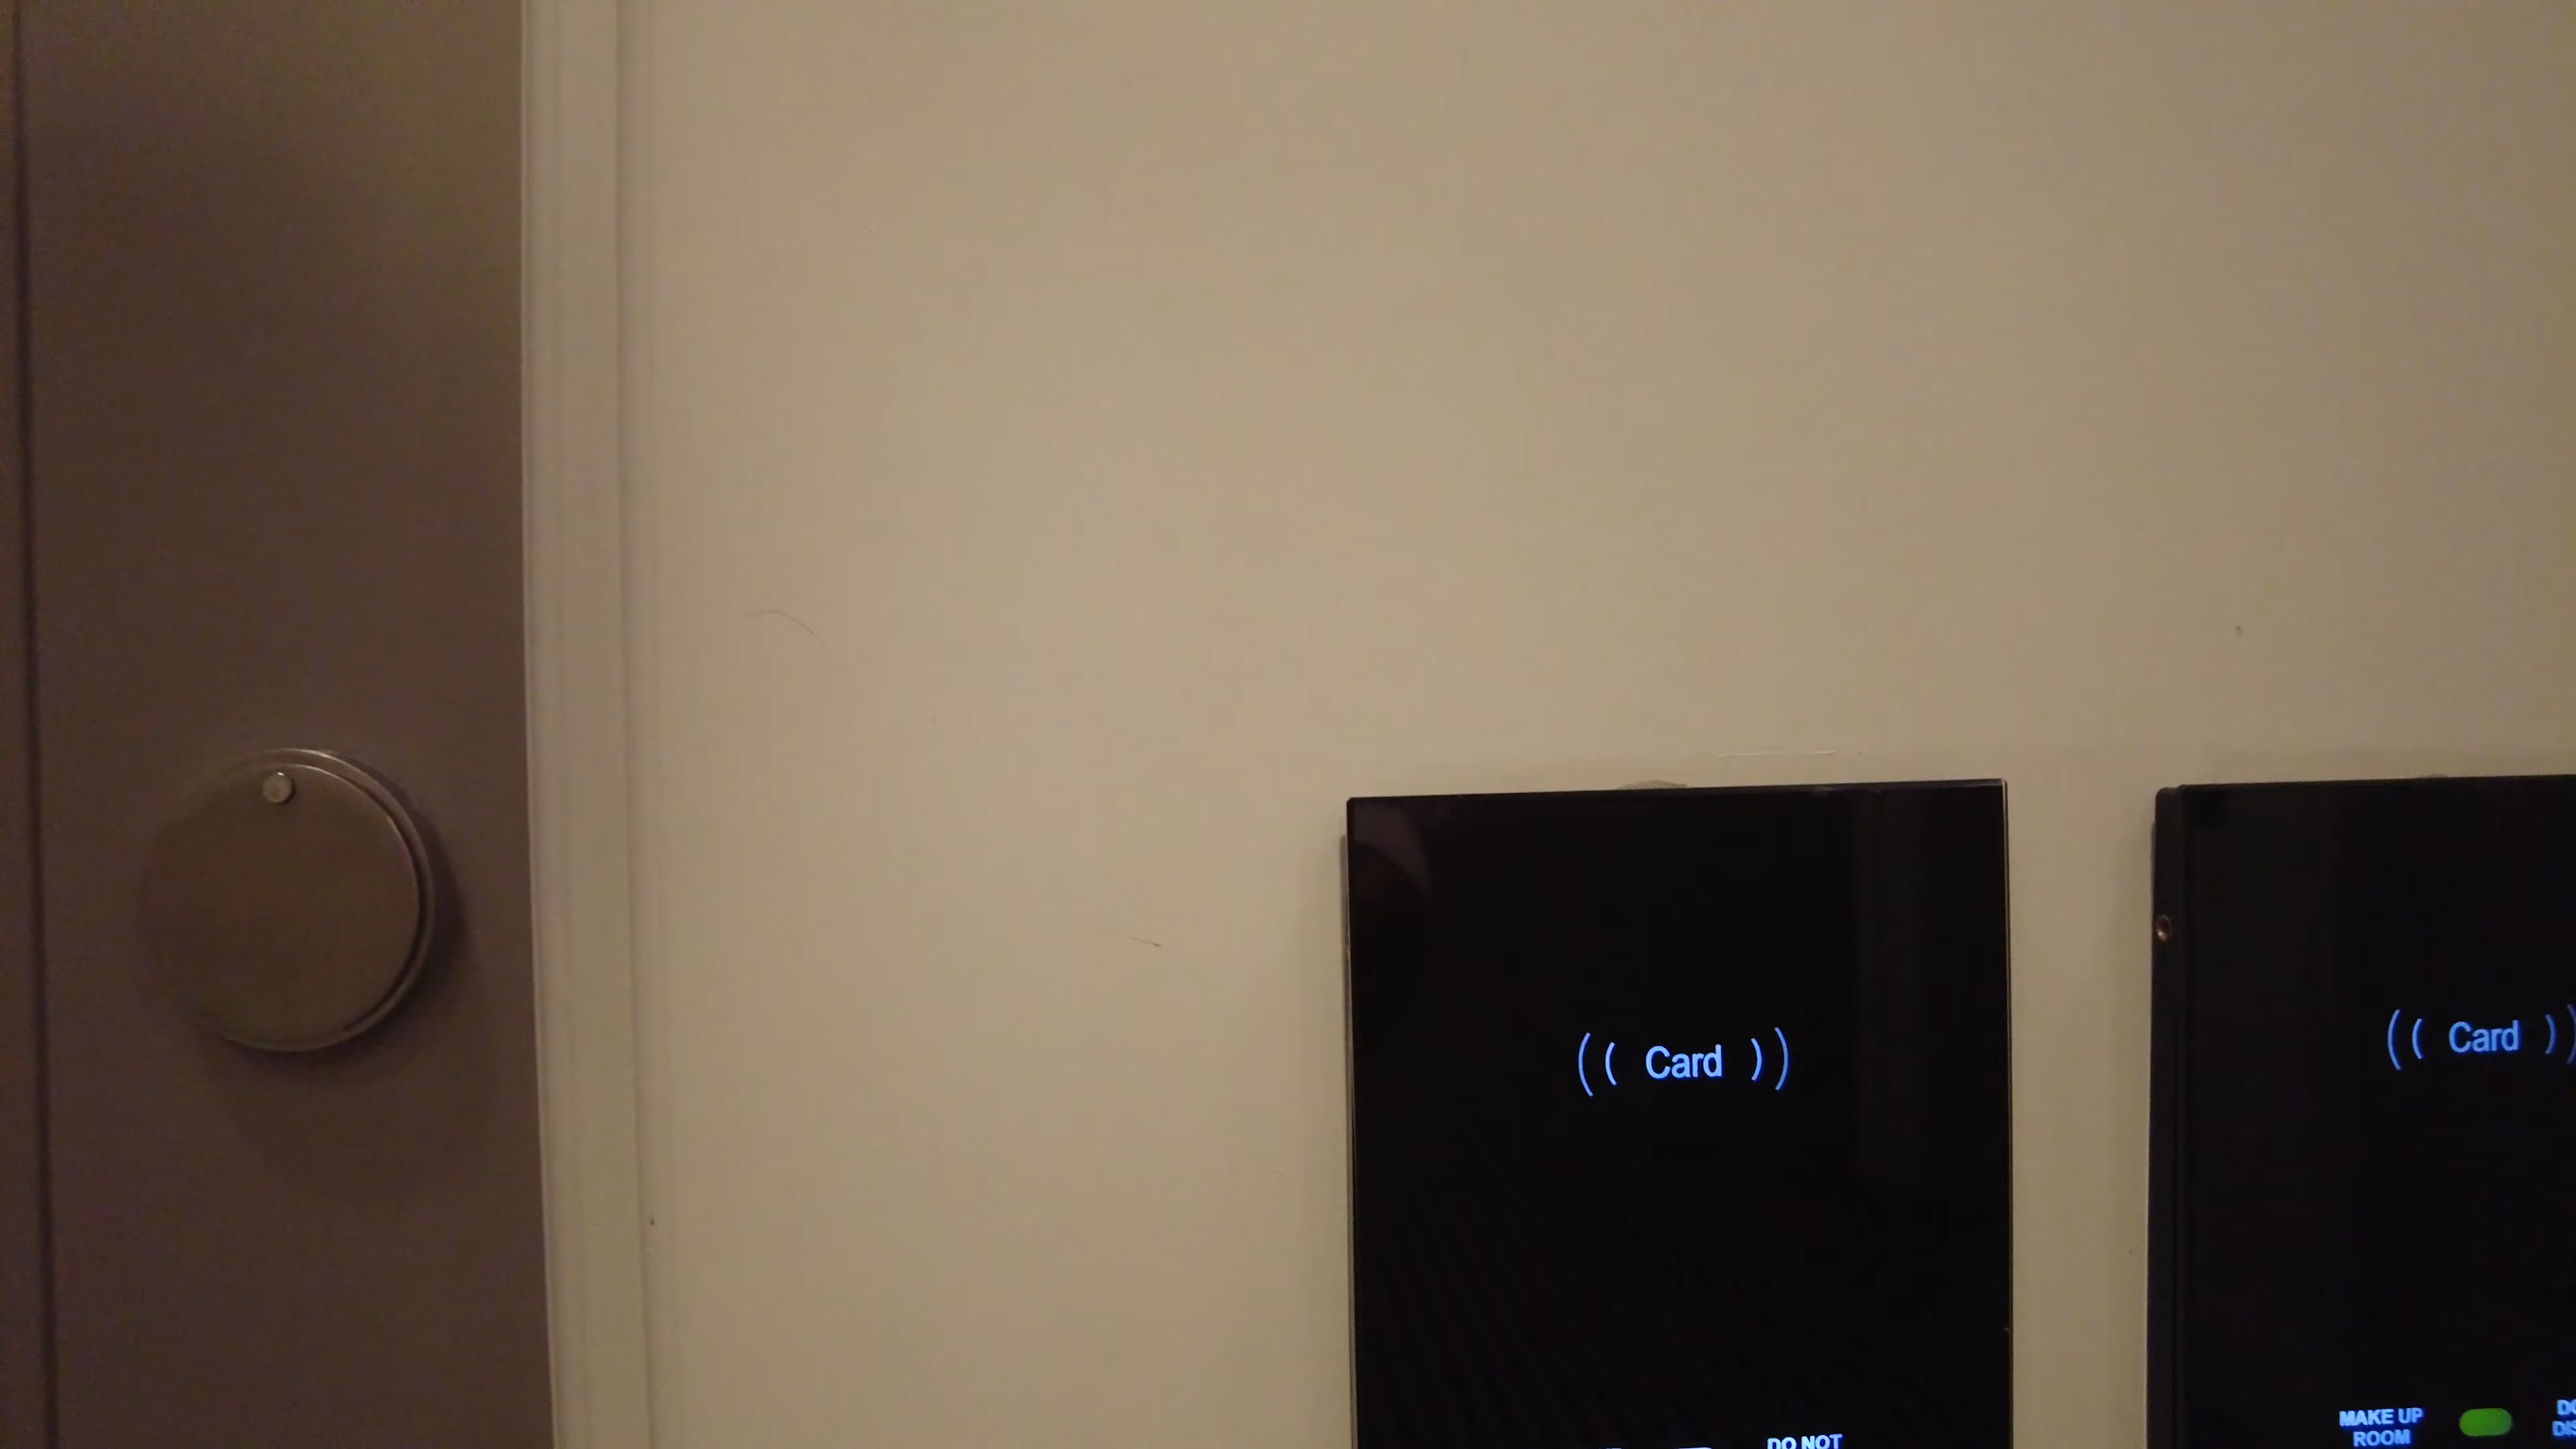 (( Card ))
(( Card ))
DO NOT
MAKE UP
ROOM